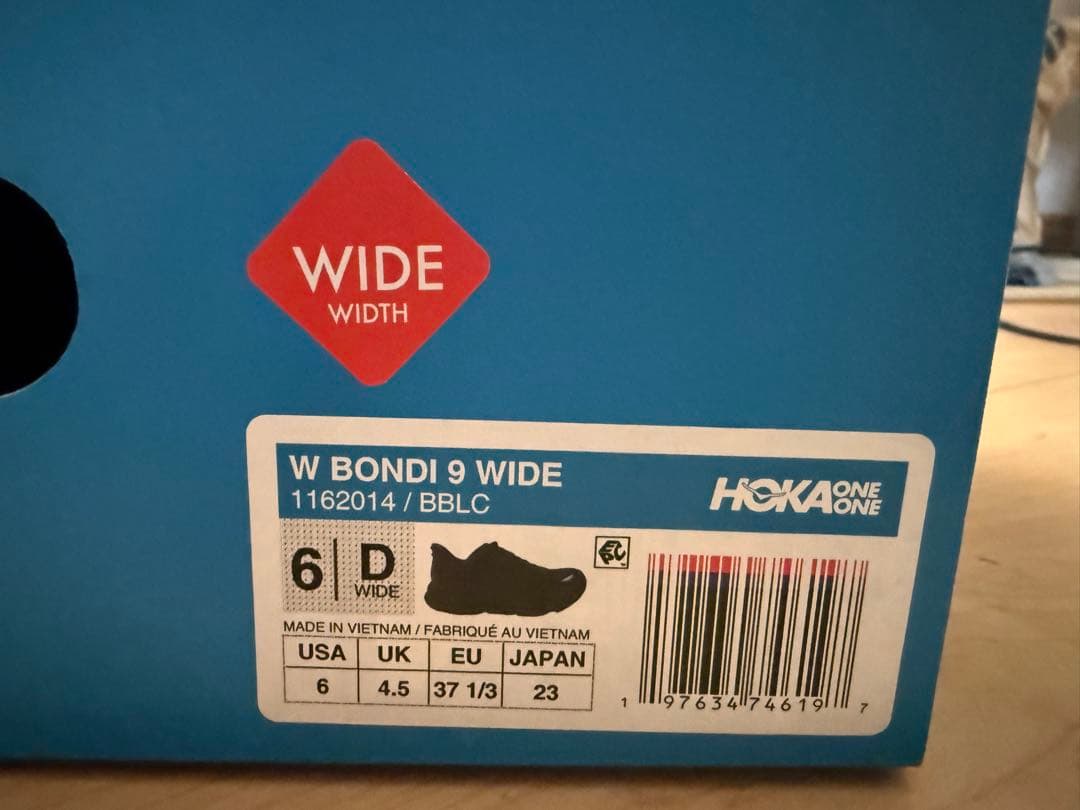 WIDE
WIDTH
W BONDI 9 WIDE
1162014 / BBLC
HOKA ONE ONE
6 D
WIDE
MADE IN VIETNAM / FABRIQUÉ AU VIETNAM
USA UK EU JAPAN
6 4.5 37 1/3 23
1 97634 74619 7